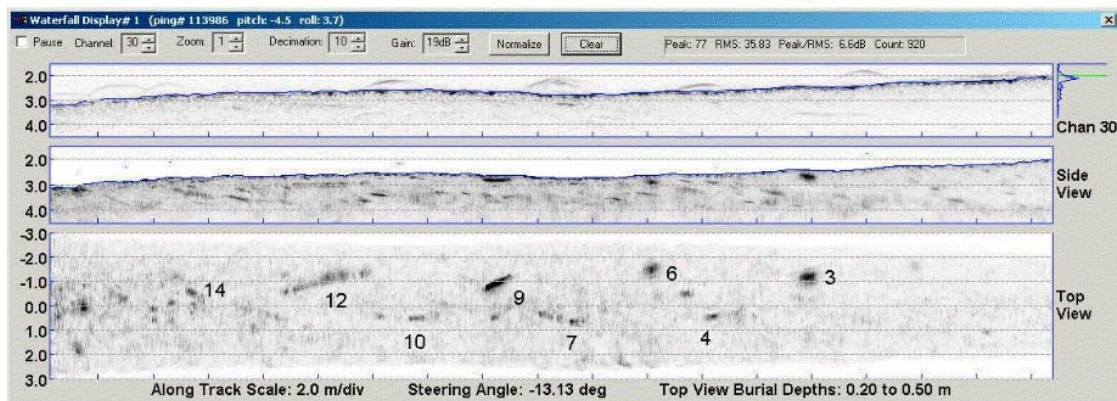 Waterfall Display# 1 (ping# 113986 pitch: -4.5 roll: 3.7)
Pause Channel: 30 Zoom: 1 Decimation: 10 Gain: 19dB Normalize Clear Peak: 77 RMS: 35.83 Peak/RMS: 6.6dB Count: 920
2.0
3.0
4.0
Chan 30
2.0
3.0
4.0
Side
View
-3.0
-2.0
-1.0
0.0
1.0
2.0
3.0
14
12
10
9
7
6
4
3
Top
View
Along Track Scale: 2.0 m/div Steering Angle: -13.13 deg Top View Burial Depths: 0.20 to 0.50 m